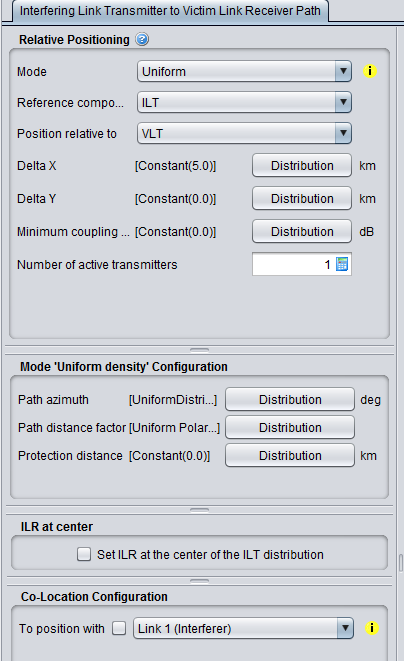 Interfering Link Transmitter to Victim Link Receiver Path
Relative Positioning ?
Mode Uniform i
Reference compo... ILT
Position relative to VLT
Delta X [Constant(5.0)] Distribution km
Delta Y [Constant(0.0)] Distribution km
Minimum coupling ... [Constant(0.0)] Distribution dB
Number of active transmitters 1
Mode 'Uniform density' Configuration
Path azimuth [UniformDistri...] Distribution deg
Path distance factor [Uniform Polar...] Distribution
Protection distance [Constant(0.0)] Distribution km
ILR at center
Set ILR at the center of the ILT distribution
Co-Location Configuration
To position with Link 1 (Interferer) i